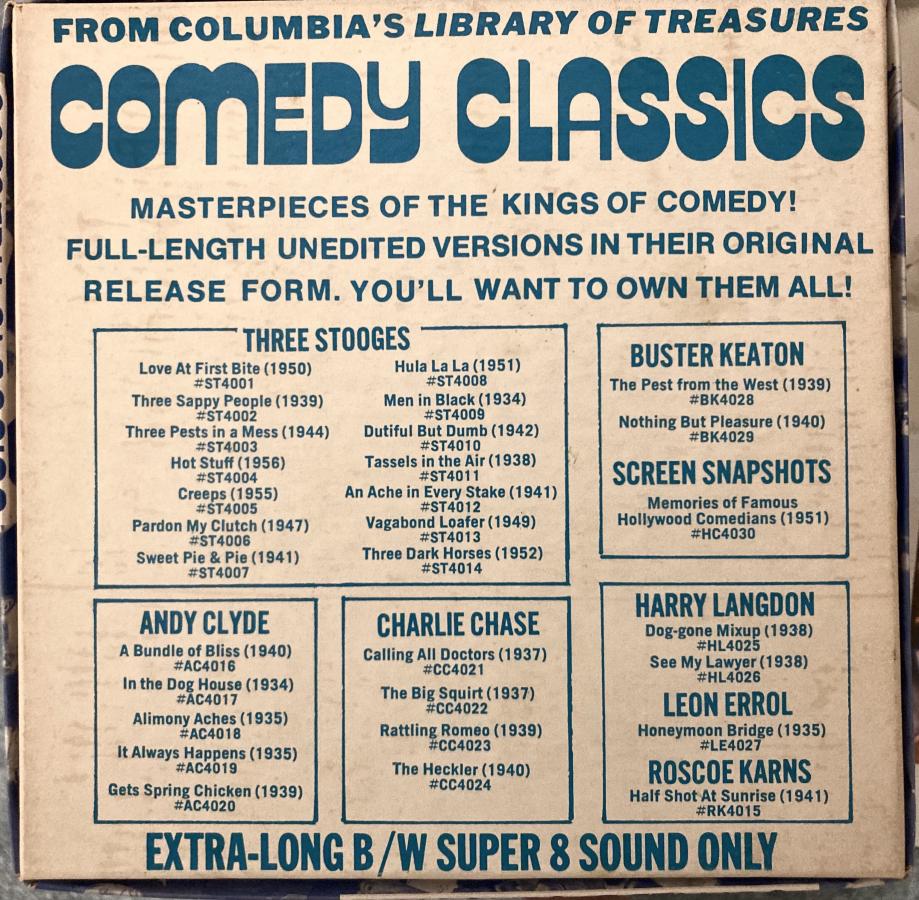 FROM COLUMBIA'S LIBRARY OF TREASURES
COMEDY CLASSICS
MASTERPIECES OF THE KINGS OF COMEDY!
FULL-LENGTH UNEDITED VERSIONS IN THEIR ORIGINAL
RELEASE FORM. YOU'LL WANT TO OWN THEM ALL!
THREE STOOGES
Love At First Bite (1950)
#ST4001
Three Sappy People (1939)
#ST4002
Three Pests in a Mess (1944)
#ST4003
Hot Stuff (1956)
#ST4004
Creeps (1955)
#ST4005
Pardon My Clutch (1947)
#ST4006
Sweet Pie & Pie (1941)
#ST4007
Hula La La (1951)
#ST4008
Men in Black (1934)
#ST4009
Dutiful But Dumb (1942)
#ST4010
Tassels in the Air (1938)
#ST4011
An Ache in Every Stake (1941)
#ST4012
Vagabond Loafer (1949)
#ST4013
Three Dark Horses (1952)
#ST4014
BUSTER KEATON
The Pest from the West (1939)
#BK4028
Nothing But Pleasure (1940)
#BK4029
SCREEN SNAPSHOTS
Memories of Famous
Hollywood Comedians (1951)
#HC4030
ANDY CLYDE
A Bundle of Bliss (1940)
#AC4016
In the Dog House (1934)
#AC4017
Alimony Aches (1935)
#AC4018
It Always Happens (1935)
#AC4019
Gets Spring Chicken (1939)
#AC4020
CHARLIE CHASE
Calling All Doctors (1937)
#CC4021
The Big Squirt (1937)
#CC4022
Rattling Romeo (1939)
#CC4023
The Heckler (1940)
#CC4024
HARRY LANGDON
Dog-gone Mixup (1938)
#HL4025
See My Lawyer (1938)
#HL4026
LEON ERROL
Honeymoon Bridge (1935)
#LE4027
ROSCOE KARNS
Half Shot At Sunrise (1941)
#RK4015
EXTRA-LONG B/W SUPER 8 SOUND ONLY